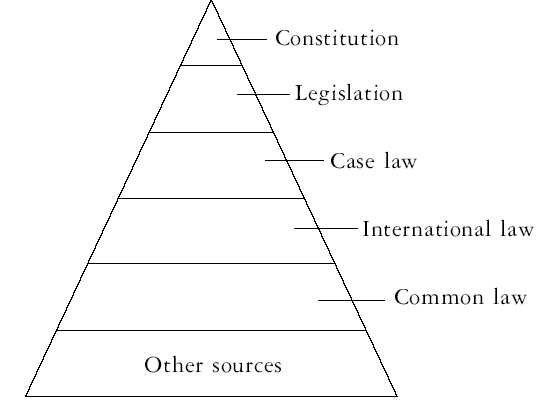 Constitution
Legislation
Case law
International law
Common law
Other sources